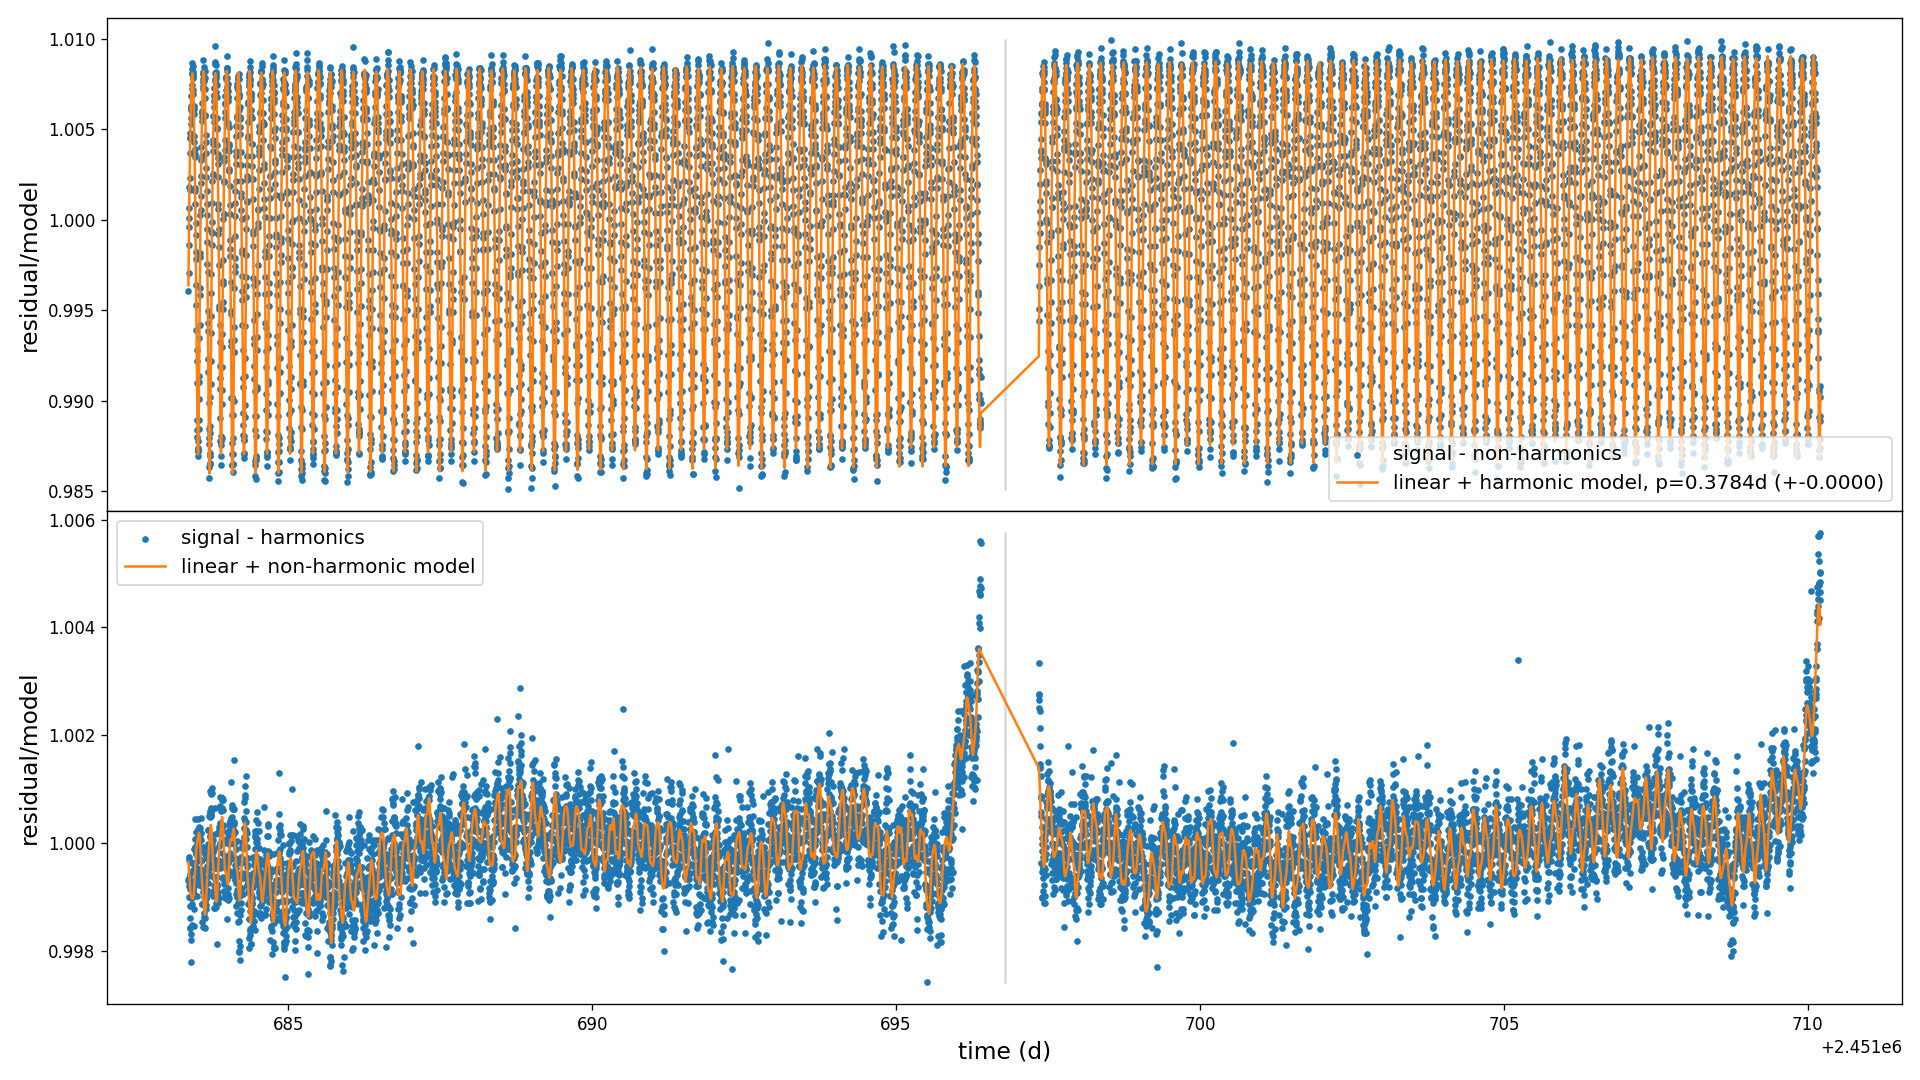 1.010
1.005
1.000
0.995
0.990
0.985
residual/model
signal - non-harmonics
linear + harmonic model, p=0.3784d (+-0.0000)
1.006
1.004
1.002
1.000
0.998
residual/model
signal - harmonics
linear + non-harmonic model
685
690
695
700
705
710
time (d)
+2.451e6